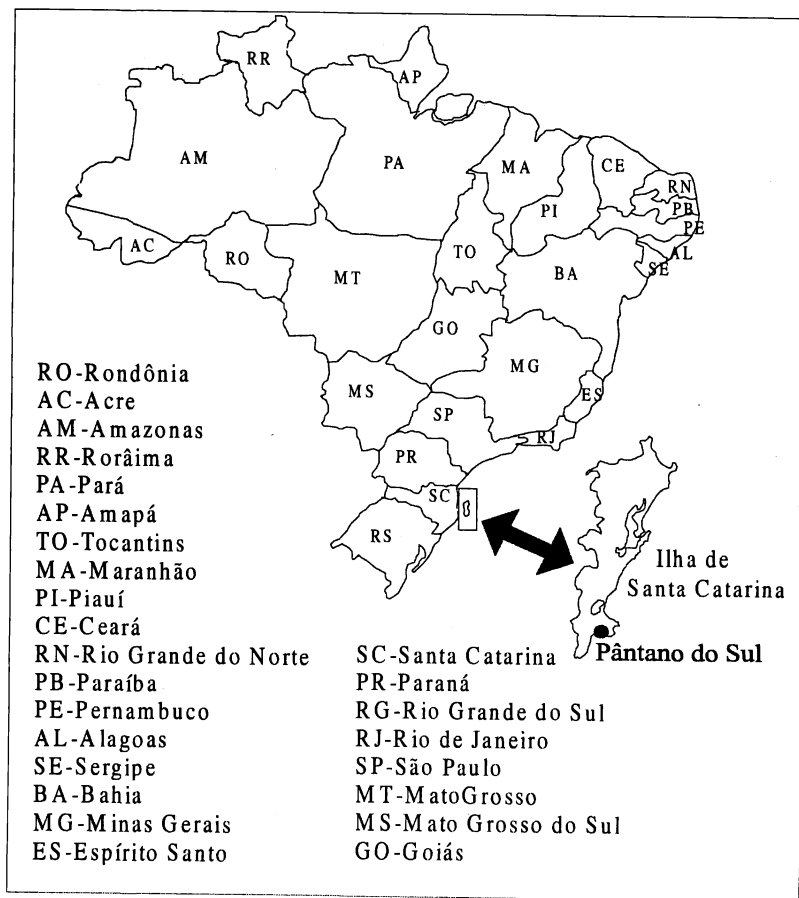 RR
AP
AM
PA
MA
CE
RN
PB
PI
PE
AL
SE
AC
RO
TO
BA
MT
GO
MG
MS
ES
SP
RJ
PR
SC
RS
Ilha de
Santa Catarina
Pântano do Sul
RO-Rondônia
AC-Acre
AM-Amazonas
RR-Rorâima
PA-Pará
AP-Amapá
TO-Tocantins
MA-Maranhão
PI-Piauí
CE-Ceará
RN-Rio Grande do Norte
PB-Paraíba
PE-Pernambuco
AL-Alagoas
SE-Sergipe
BA-Bahia
MG-Minas Gerais
ES-Espírito Santo
SC-Santa Catarina
PR-Paraná
RG-Rio Grande do Sul
RJ-Rio de Janeiro
SP-São Paulo
MT-MatoGrosso
MS-Mato Grosso do Sul
GO-Goiás